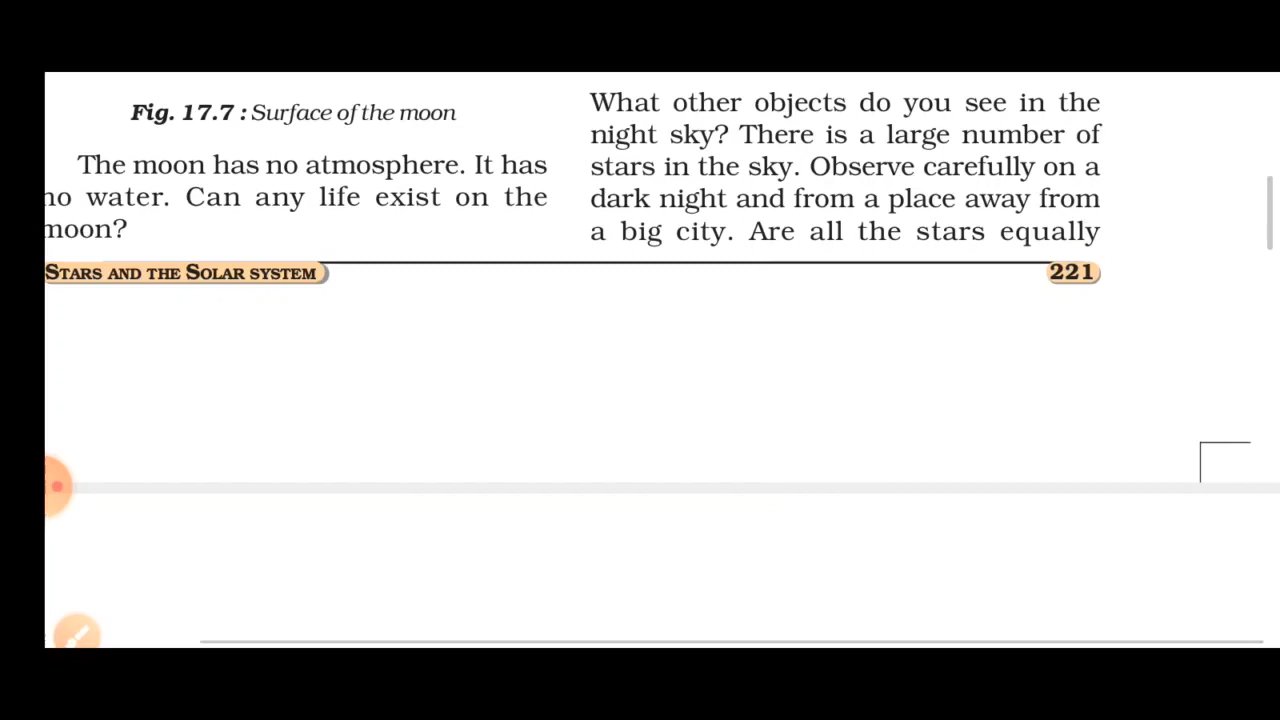 Fig. 17.7 : Surface of the moon
The moon has no atmosphere. It has
no water. Can any life exist on the
moon?
What other objects do you see in the
night sky? There is a large number of
stars in the sky. Observe carefully on a
dark night and from a place away from
a big city. Are all the stars equally
STARS AND THE SOLAR SYSTEM
221